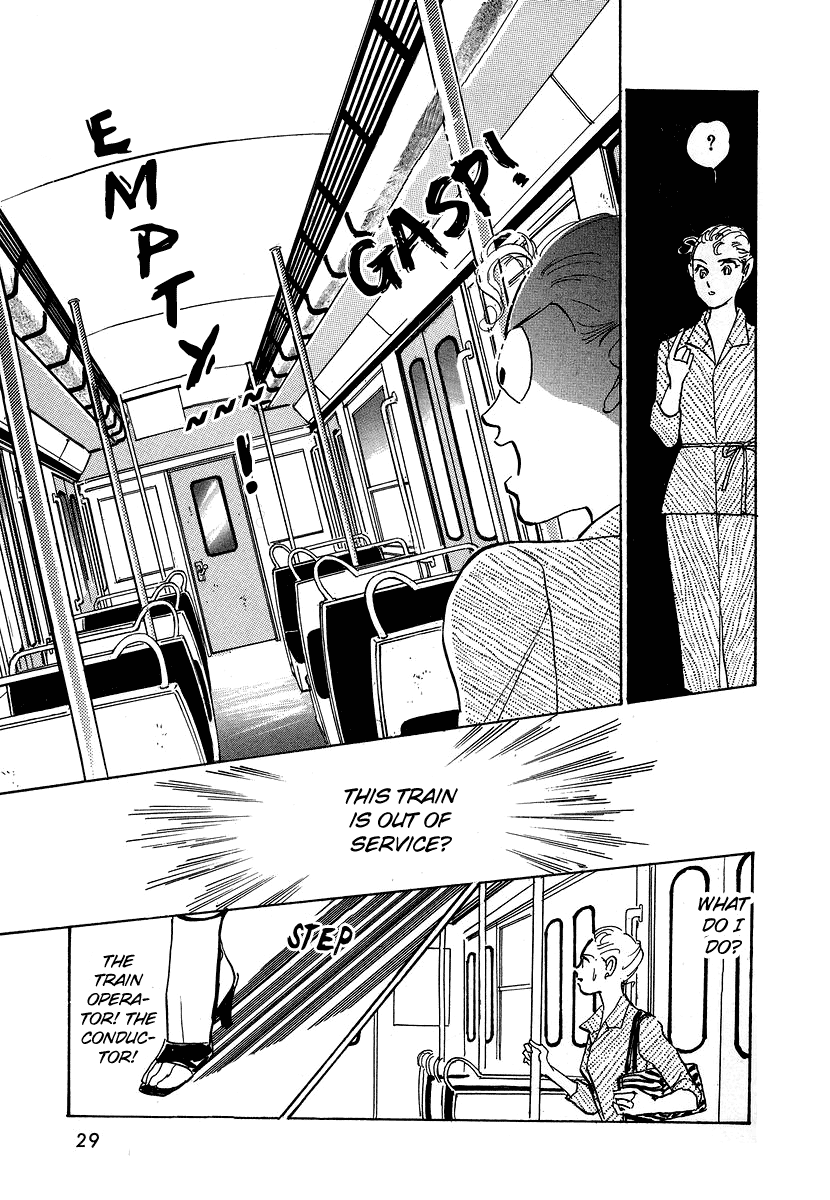 ?
GASP!
EMPTY
!
THIS TRAIN
IS OUT OF
SERVICE?
WHAT
DO I
DO?
STEP
THE
TRAIN
OPERA-
TOR! THE
CONDUC-
TOR!
29